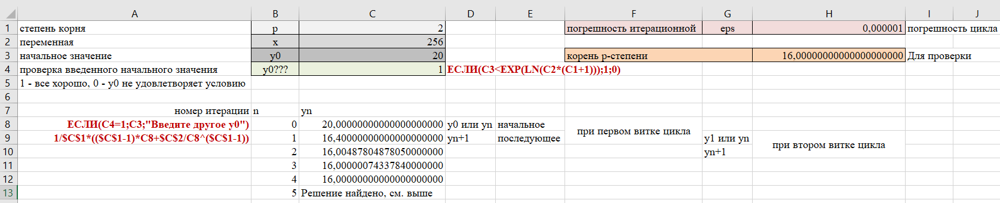 A B C D E F G H I J
1 степень корня p 2 погрешность итерационной eps 0,000001 погрешность цикла
2 переменная x 256
3 начальное значение y0 20 корень р-степени 16,00000000000000000000 Для проверки
4 проверка введенного начального значения y0??? 1 ЕСЛИ(C3<EXP(LN(C2*(C1+1)));1;0)
5 1 - все хорошо, 0 - y0 не удовлетворяет условию
6
7 номер итерации n yn
8 ЕСЛИ(C4=1;C3;"Введите другое y0") 0 20,00000000000000000000 y0 или yn начальное
при первом витке цикла
9 1/$C$1*(($C$1-1)*C8+$C$2/C8^($C$1-1)) 1 16,40000000000000000000 yn+1 последующее y1 или yn
при втором витке цикла
10 2 16,00487804878050000000 yn+1
11 3 16,00000074337840000000
12 4 16,00000000000000000000
13 5 Решение найдено, см. выше